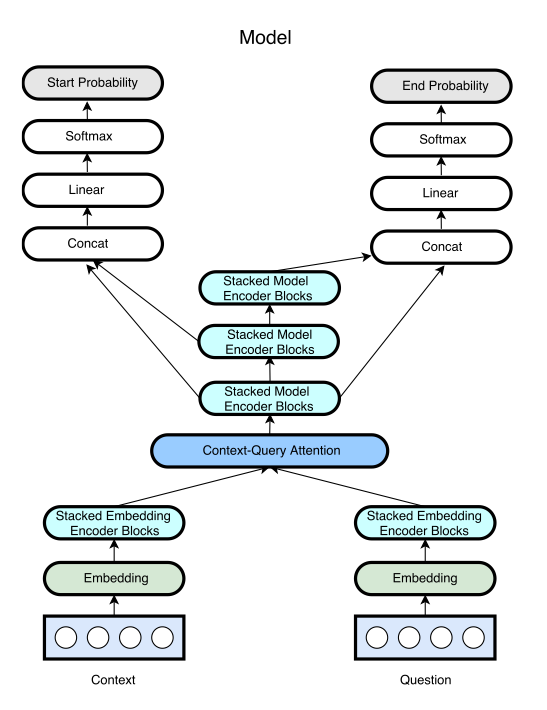 Model
Start Probability
End Probability
Softmax
Softmax
Linear
Linear
Concat
Concat
Stacked Model
Encoder Blocks
Stacked Model
Encoder Blocks
Stacked Model
Encoder Blocks
Context-Query Attention
Stacked Embedding
Encoder Blocks
Stacked Embedding
Encoder Blocks
Embedding
Embedding
Context
Question